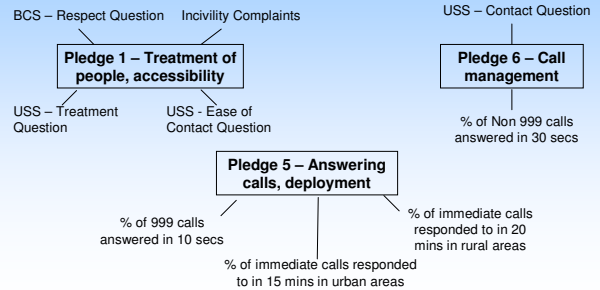 BCS – Respect Question
Incivility Complaints
Pledge 1 – Treatment of
people, accessibility
USS – Treatment
Question
USS - Ease of
Contact Question
USS – Contact Question
Pledge 6 – Call
management
% of Non 999 calls
answered in 30 secs
Pledge 5 – Answering
calls, deployment
% of 999 calls
answered in 10 secs
% of immediate calls responded
to in 15 mins in urban areas
% of immediate calls
responded to in 20
mins in rural areas